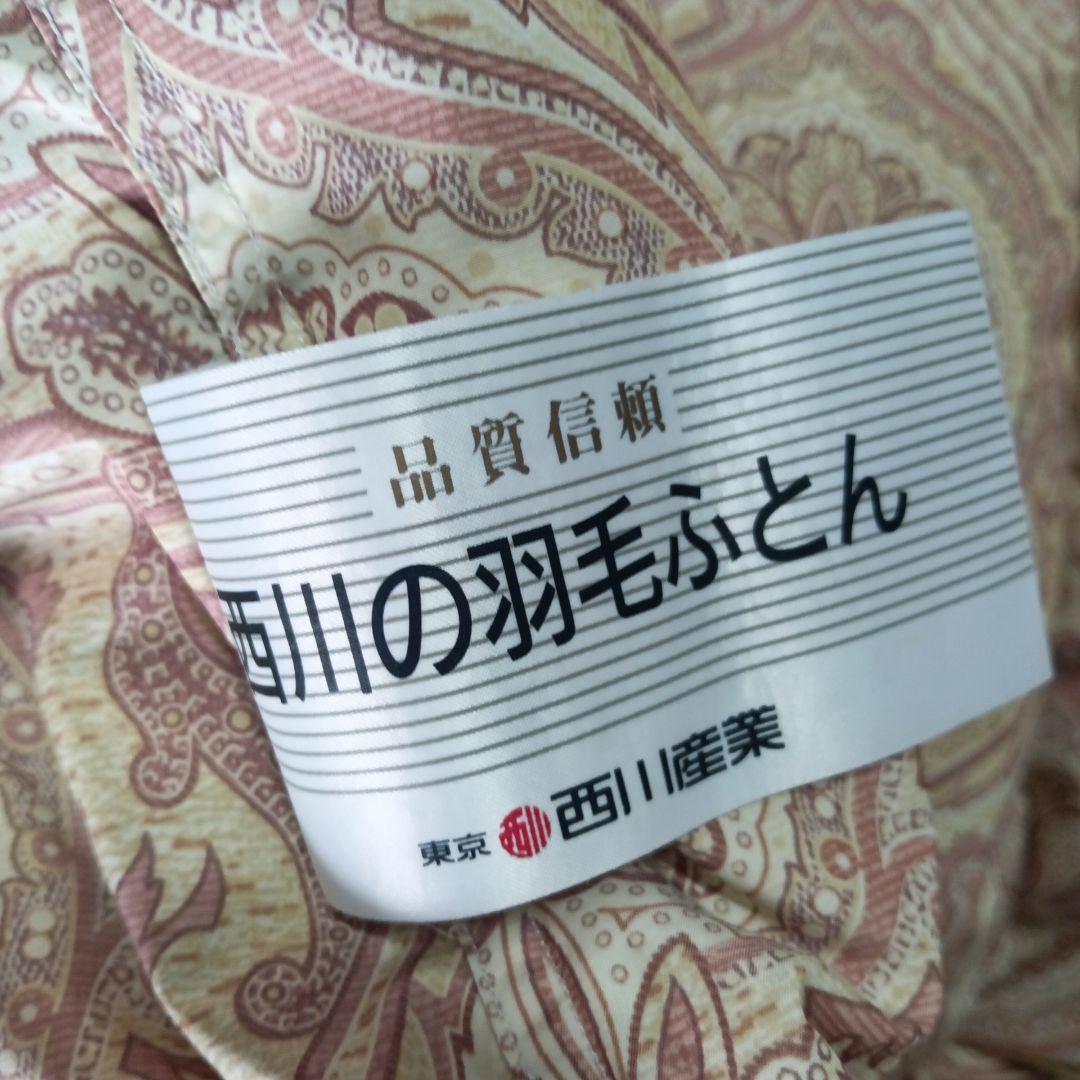 品質信頼
西川の羽毛ふとん
東京 西川 西川産業